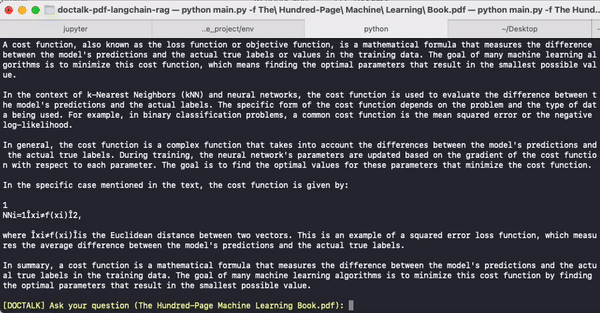 doctalk-pdf-langchain-rag — python main.py -f The\ Hundred-Page\ Machine\ Learning\ Book.pdf — python main.py -f The\ Hund...
jupyter
..e_project/env
python
~/Desktop
A cost function, also known as the loss function or objective function, is a mathematical formula that measures the difference
between the model's predictions and the actual true labels or values in the training data. The goal of many machine learning al
gorithms is to minimize this cost function, which means finding the optimal parameters that result in the smallest possible val
ue.
In the context of k-Nearest Neighbors (kNN) and neural networks, the cost function is used to evaluate the difference between t
he model's predictions and the actual labels. The specific form of the cost function depends on the problem and the type of dat
a being used. For example, in binary classification problems, a common cost function is the mean squared error or the negative
log-likelihood.
In general, the cost function is a complex function that takes into account the differences between the model's predictions and
the actual true labels. During training, the neural network's parameters are updated based on the gradient of the cost functio
n with respect to each parameter. The goal is to find the optimal values for these parameters that minimize the cost function.
In the specific case mentioned in the text, the cost function is given by:
1
NNi=1Îxi≠f(xi)Î2,
where Îxi≠f(xi)Îis the Euclidean distance between two vectors. This is an example of a squared error loss function, which measu
res the average difference between the model's predictions and the actual true labels.
In summary, a cost function is a mathematical formula that measures the difference between the model's predictions and the actu
al true labels in the training data. The goal of many machine learning algorithms is to minimize this cost function by finding
the optimal parameters that result in the smallest possible value.
[DOCTALK] Ask your question (The Hundred-Page Machine Learning Book.pdf):